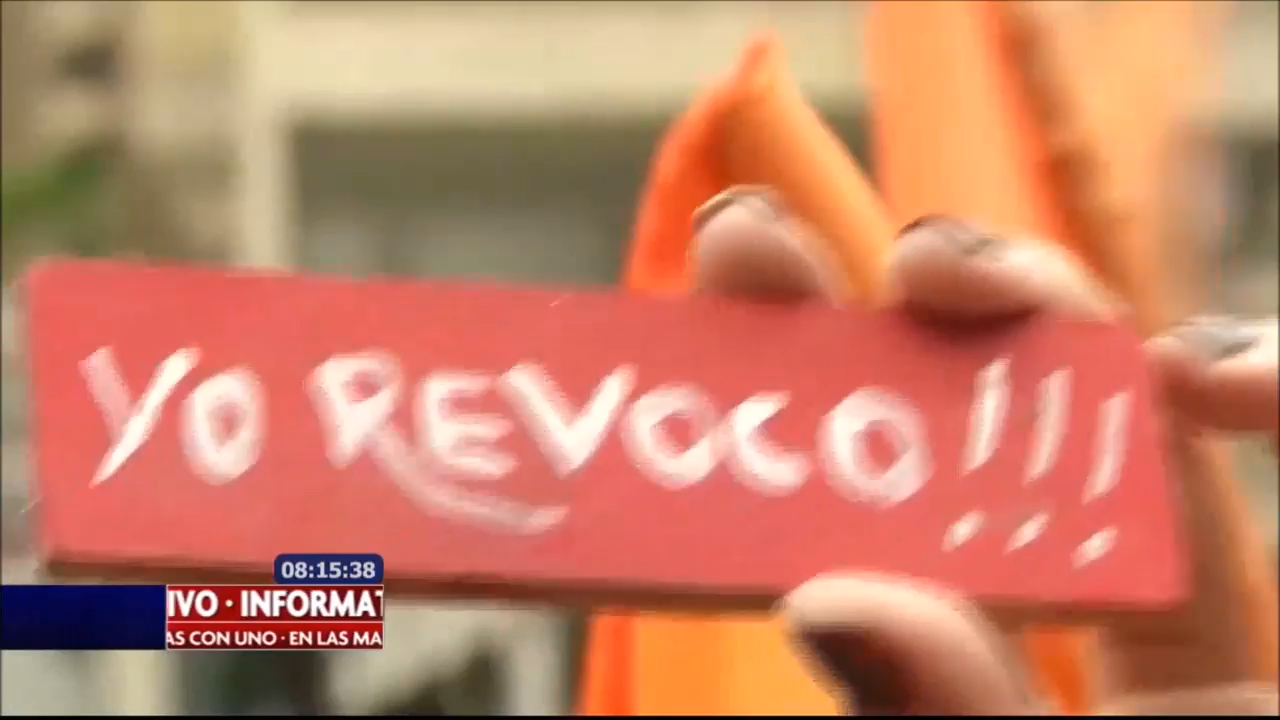 YO REVOCO!!!
08:15:38
IVO · INFORMAT
AS CON UNO · EN LAS MA